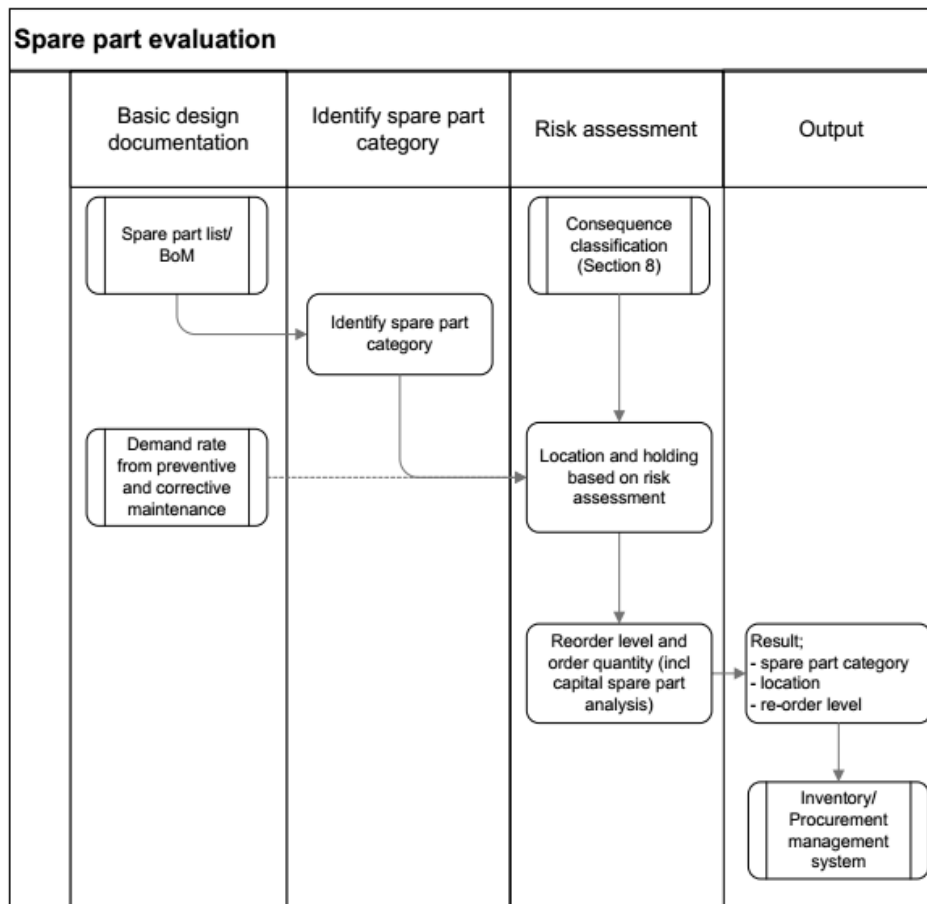 Spare part evaluation
Basic design
documentation
Identify spare part
category
Risk assessment
Output
Spare part list/
BoM
Consequence
classification
(Section 8)
Identify spare part
category
Demand rate
from preventive
and corrective
maintenance
Location and holding
based on risk
assessment
Reorder level and
order quantity (incl
capital spare part
analysis)
Result;
- spare part category
- location
- re-order level
Inventory/
Procurement
management
system